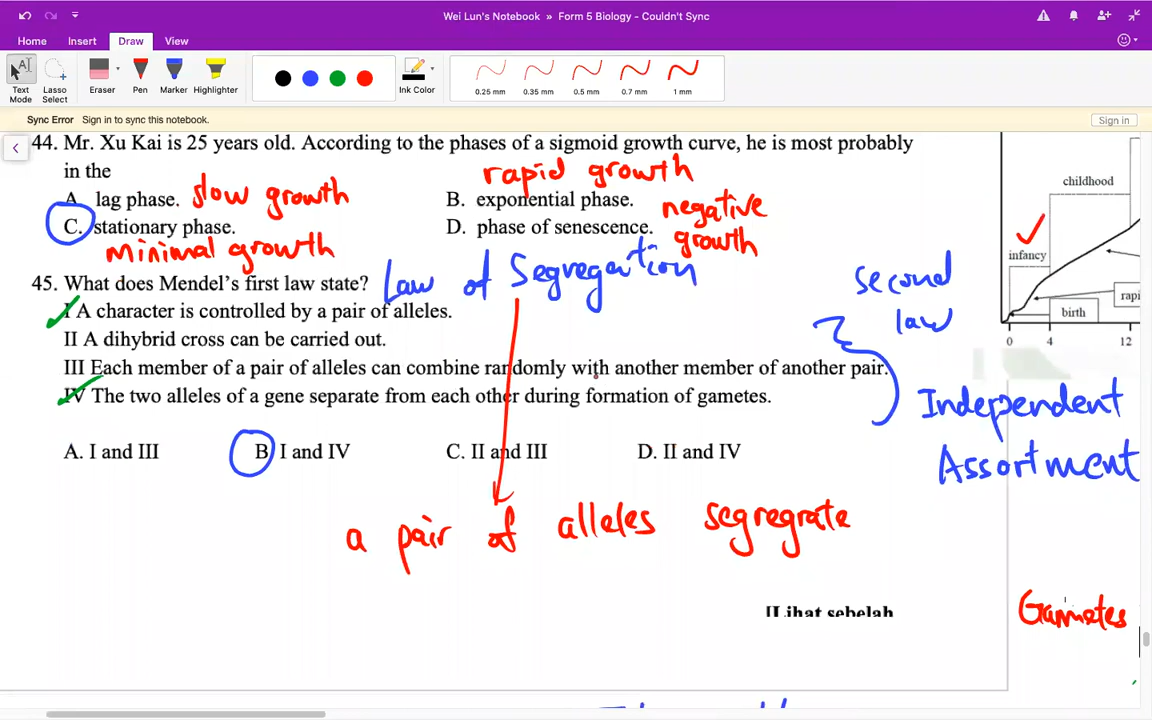 Wei Lun's Notebook » Form 5 Biology - Couldn't Sync
Home Insert Draw View
Text Mode
Lasso Select
Eraser
Pen
Marker
Highlighter
Ink Color
0.25 mm 0.35 mm 0.5 mm 0.7 mm 1 mm
Sync Error Sign in to sync this notebook.
Sign in
44. Mr. Xu Kai is 25 years old. According to the phases of a sigmoid growth curve, he is most probably
in the
rapid growth
A. lag phase. slow growth
B. exponential phase.
C. stationary phase.
D. phase of senescence. negative growth
minimal growth
childhood
infancy
birth
0 4 12
45. What does Mendel's first law state? Law of Segregation
I A character is controlled by a pair of alleles.
II A dihybrid cross can be carried out.
III Each member of a pair of alleles can combine randomly with another member of another pair.
IV The two alleles of a gene separate from each other during formation of gametes.
second law
Independent Assortment
A. I and III B I and IV C. II and III D. II and IV
a pair of alleles segregrate
[Lihat sebelah
Gametes